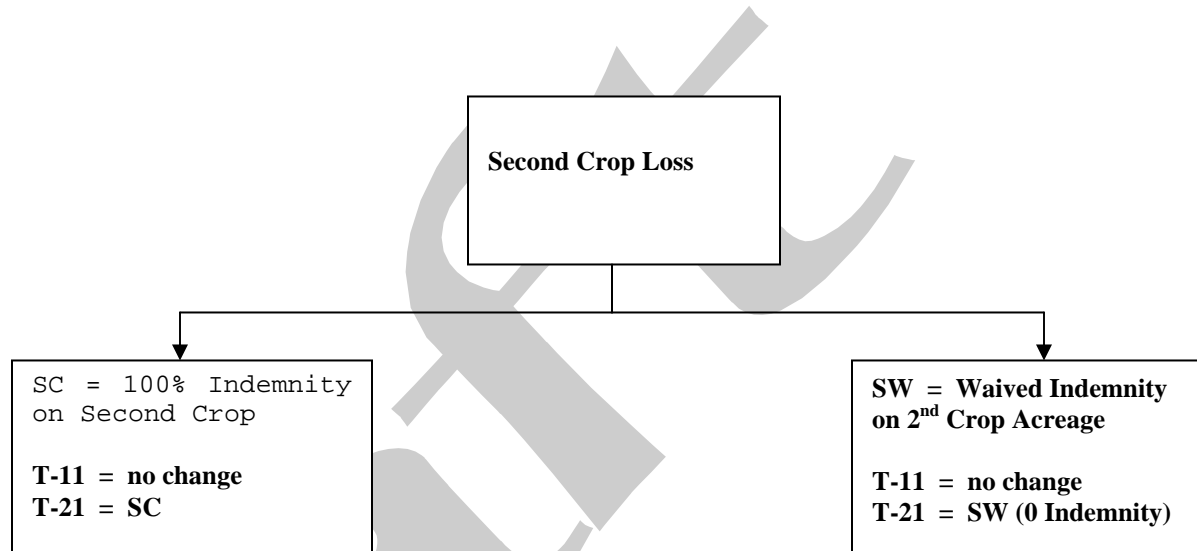 Second Crop Loss
SC = 100% Indemnity
on Second Crop
T-11 = no change
T-21 = SC
SW = Waived Indemnity
on 2nd Crop Acreage
T-11 = no change
T-21 = SW (0 Indemnity)